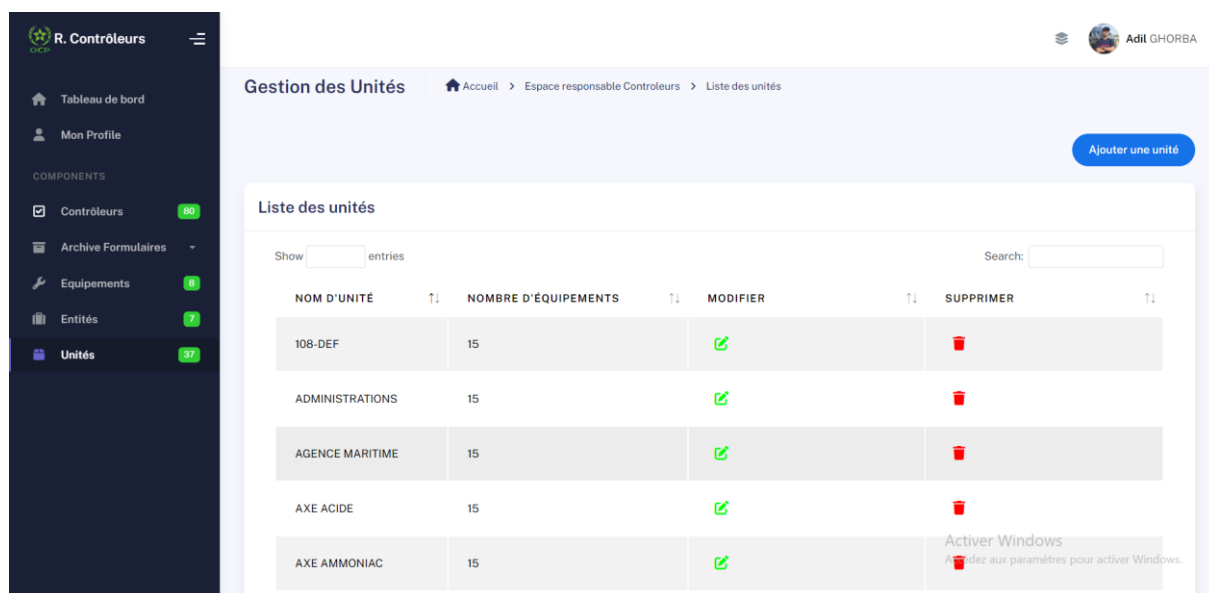 R. Contrôleurs
OCP
Adil GHORBA
Tableau de bord
Mon Profile
COMPONENTS
Contrôleurs 80
Archive Formulaires
Equipements 8
Entités 7
Unités 37
Gestion des Unités
Accueil > Espace responsable Controleurs > Liste des unités
Ajouter une unité
Liste des unités
Show entries
Search:
NOM D'UNITÉ NOMBRE D'ÉQUIPEMENTS MODIFIER SUPPRIMER
108-DEF 15
ADMINISTRATIONS 15
AGENCE MARITIME 15
AXE ACIDE 15
AXE AMMONIAC 15
Activer Windows
aux paramètres pour activer Windows.